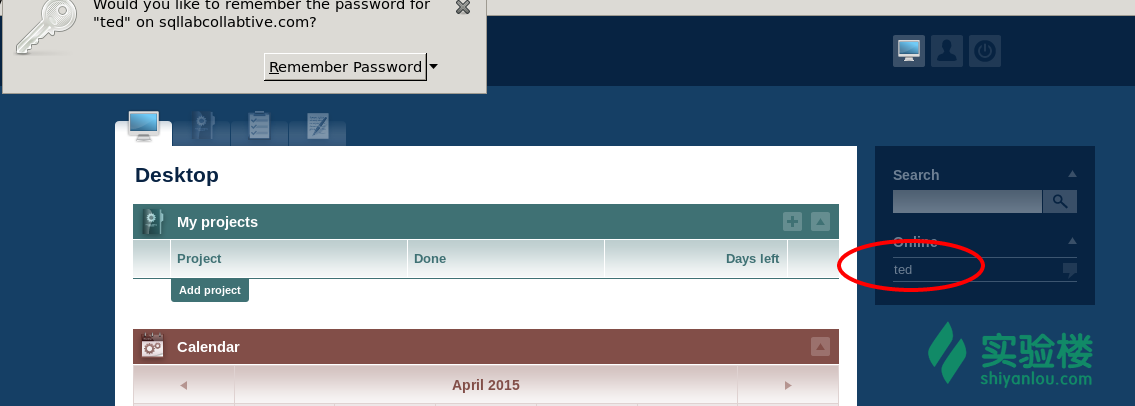 Would you like to remember the password for
"ted" on sqllabcollabtive.com?
Remember Password
Desktop
My projects
Project Done Days left
Add project
Calendar
April 2015
Search
Online
ted
实验楼
shiyanlou.com